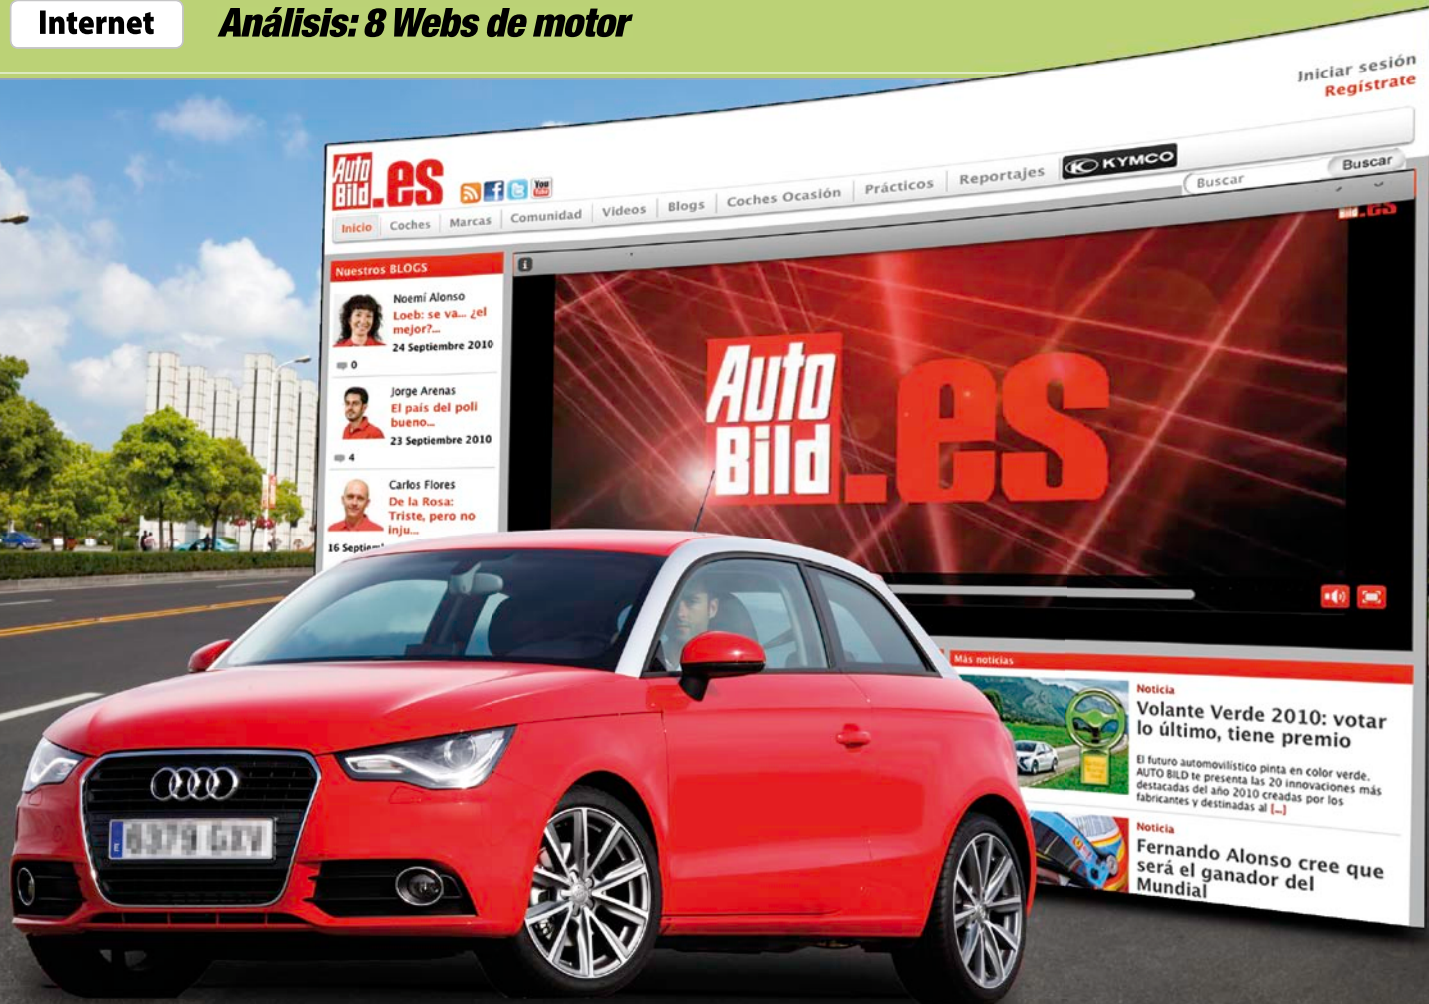 Internet
Análisis: 8 Webs de motor
Iniciar sesión
Regístrate
Auto
Bild
.es
You
Tube
KYMCO
Buscar
Buscar
Inicio
Coches
Marcas
Comunidad
Videos
Blogs
Coches Ocasión
Prácticos
Reportajes
Nuestros BLOGS
Noemí Alonso
Loeb: se va... ¿el
mejor?...
24 Septiembre 2010
0
Jorge Arenas
El país del poli
bueno...
23 Septiembre 2010
4
Carlos Flores
De la Rosa:
Triste, pero no
inju...
16 Septiem
.es
Auto
Bild
.es
Más noticias
Noticia
Volante Verde 2010: votar
lo último, tiene premio
El futuro automovilístico pinta en color verde.
AUTO BILD te presenta las 20 innovaciones más
destacadas del año 2010 creadas por los
fabricantes y destinadas al [...]
Noticia
Fernando Alonso cree que
será el ganador del
Mundial
E